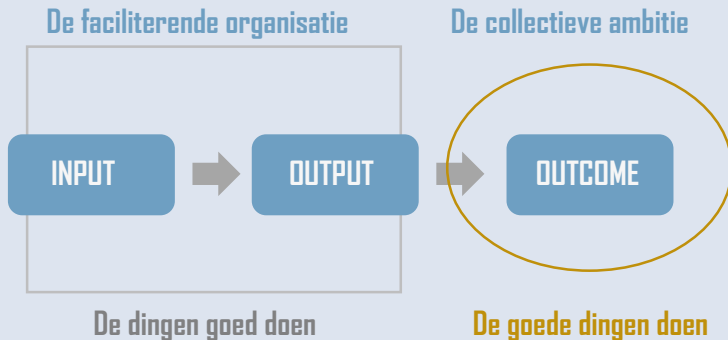 De faciliterende organisatie
De collectieve ambitie
INPUT
OUTPUT
OUTCOME
De dingen goed doen
De goede dingen doen